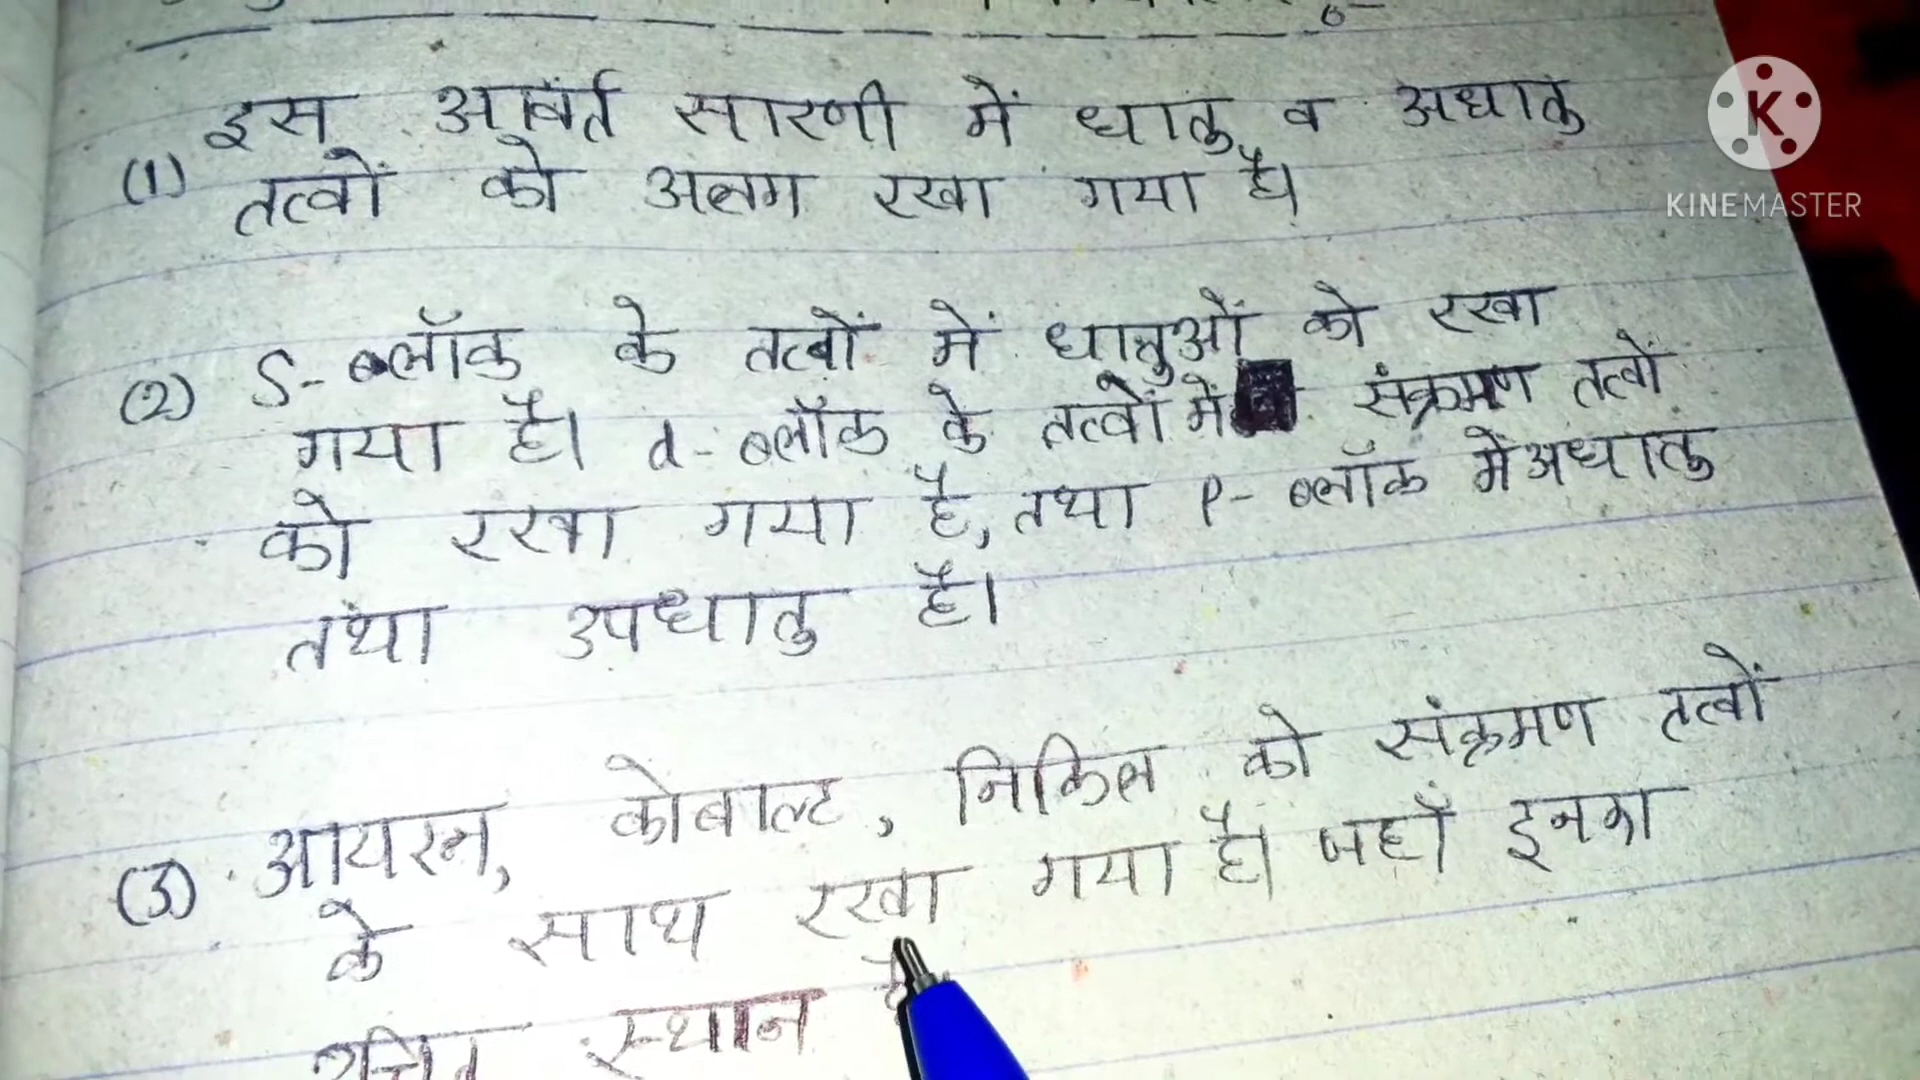 इस आवर्त सारणी में धातु व अधातु
(1) तत्वों को अलग रखा गया है।
(2) S-ब्लॉक के तत्वों में धातुओं को रखा
गया है। d-ब्लॉक के तत्वों में संक्रमण तत्वों
को रखा गया है, तथा P-ब्लॉक में अधातु
तथा उपधातु है।
(3) आयरन, कोबाल्ट, निकिल को संक्रमण तत्वों
के साथ रखा गया है। जहाँ इनका
उचित स्थान है
K
KINEMASTER